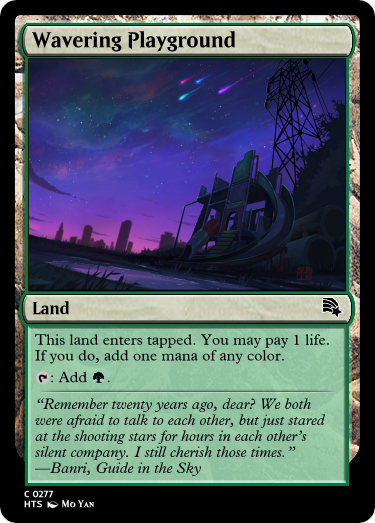 Wavering Playground
Land
This land enters tapped. You may pay 1 life.
If you do, add one mana of any color.
: Add .
“Remember twenty years ago, dear? We both
were afraid to talk to each other, but just stared
at the shooting stars for hours in each other’s
silent company. I still cherish those times.”
—Banri, Guide in the Sky
C 0277
HTS Mo Yan